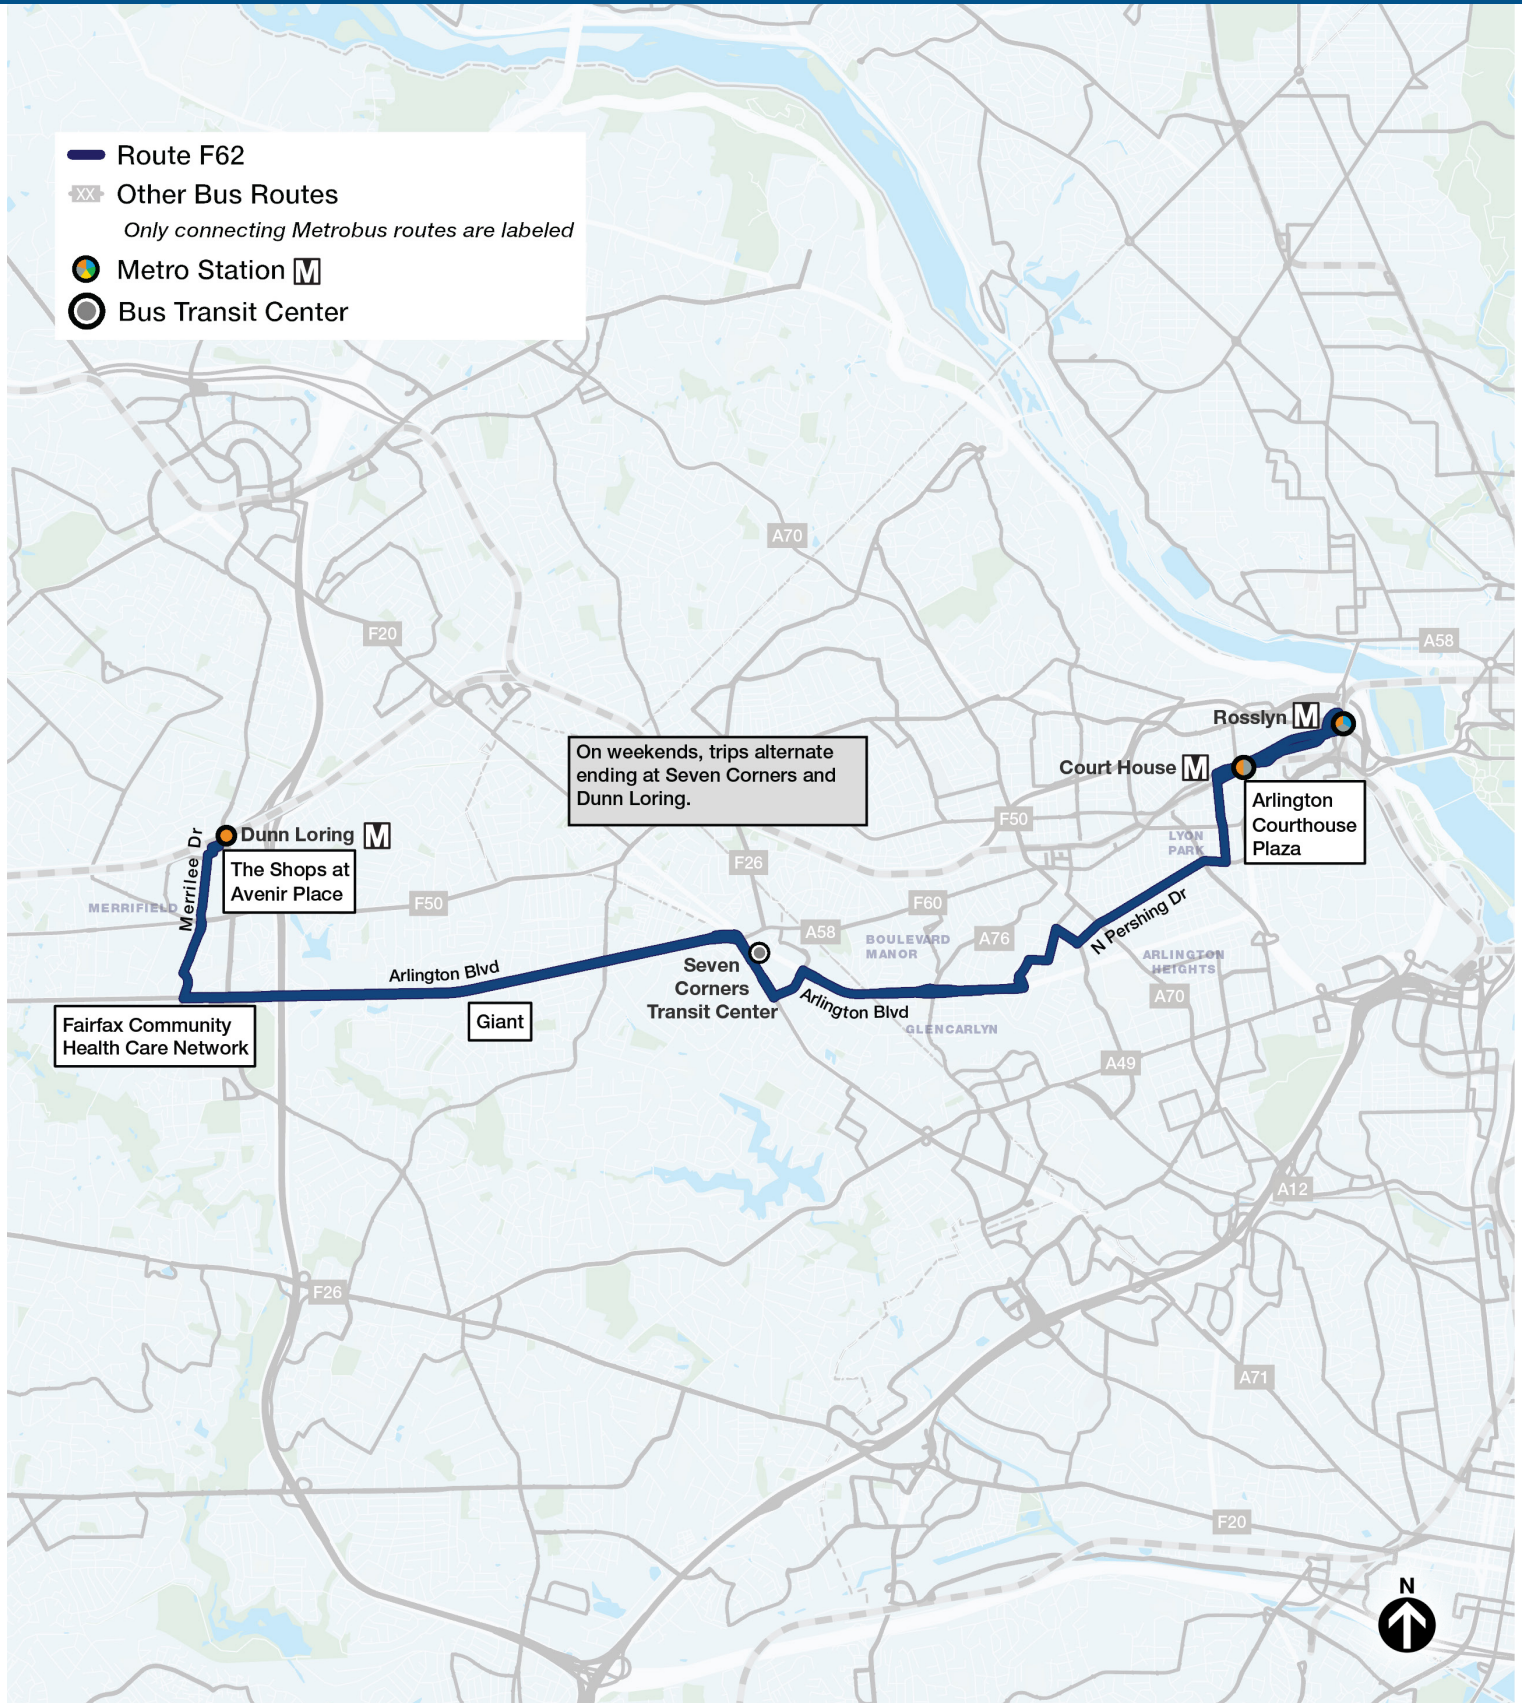 Route F62
XX Other Bus Routes
Only connecting Metrobus routes are labeled
Metro Station M
Bus Transit Center
A70
F20
A58
Rosslyn M
On weekends, trips alternate
ending at Seven Corners and
Dunn Loring.
Court House M
Arlington
Courthouse
Plaza
F50
LYON
PARK
Merrilee Dr
Dunn Loring M
The Shops at
Avenir Place
F26
MERRIFIELD
F50
F60
A58
BOULEVARD
MANOR
A76
N Pershing Dr
ARLINGTON
HEIGHTS
Seven
Corners
Transit Center
Arlington Blvd
Arlington Blvd
A70
GLENCARLYN
Giant
Fairfax Community
Health Care Network
A49
A12
F26
A71
F20
N